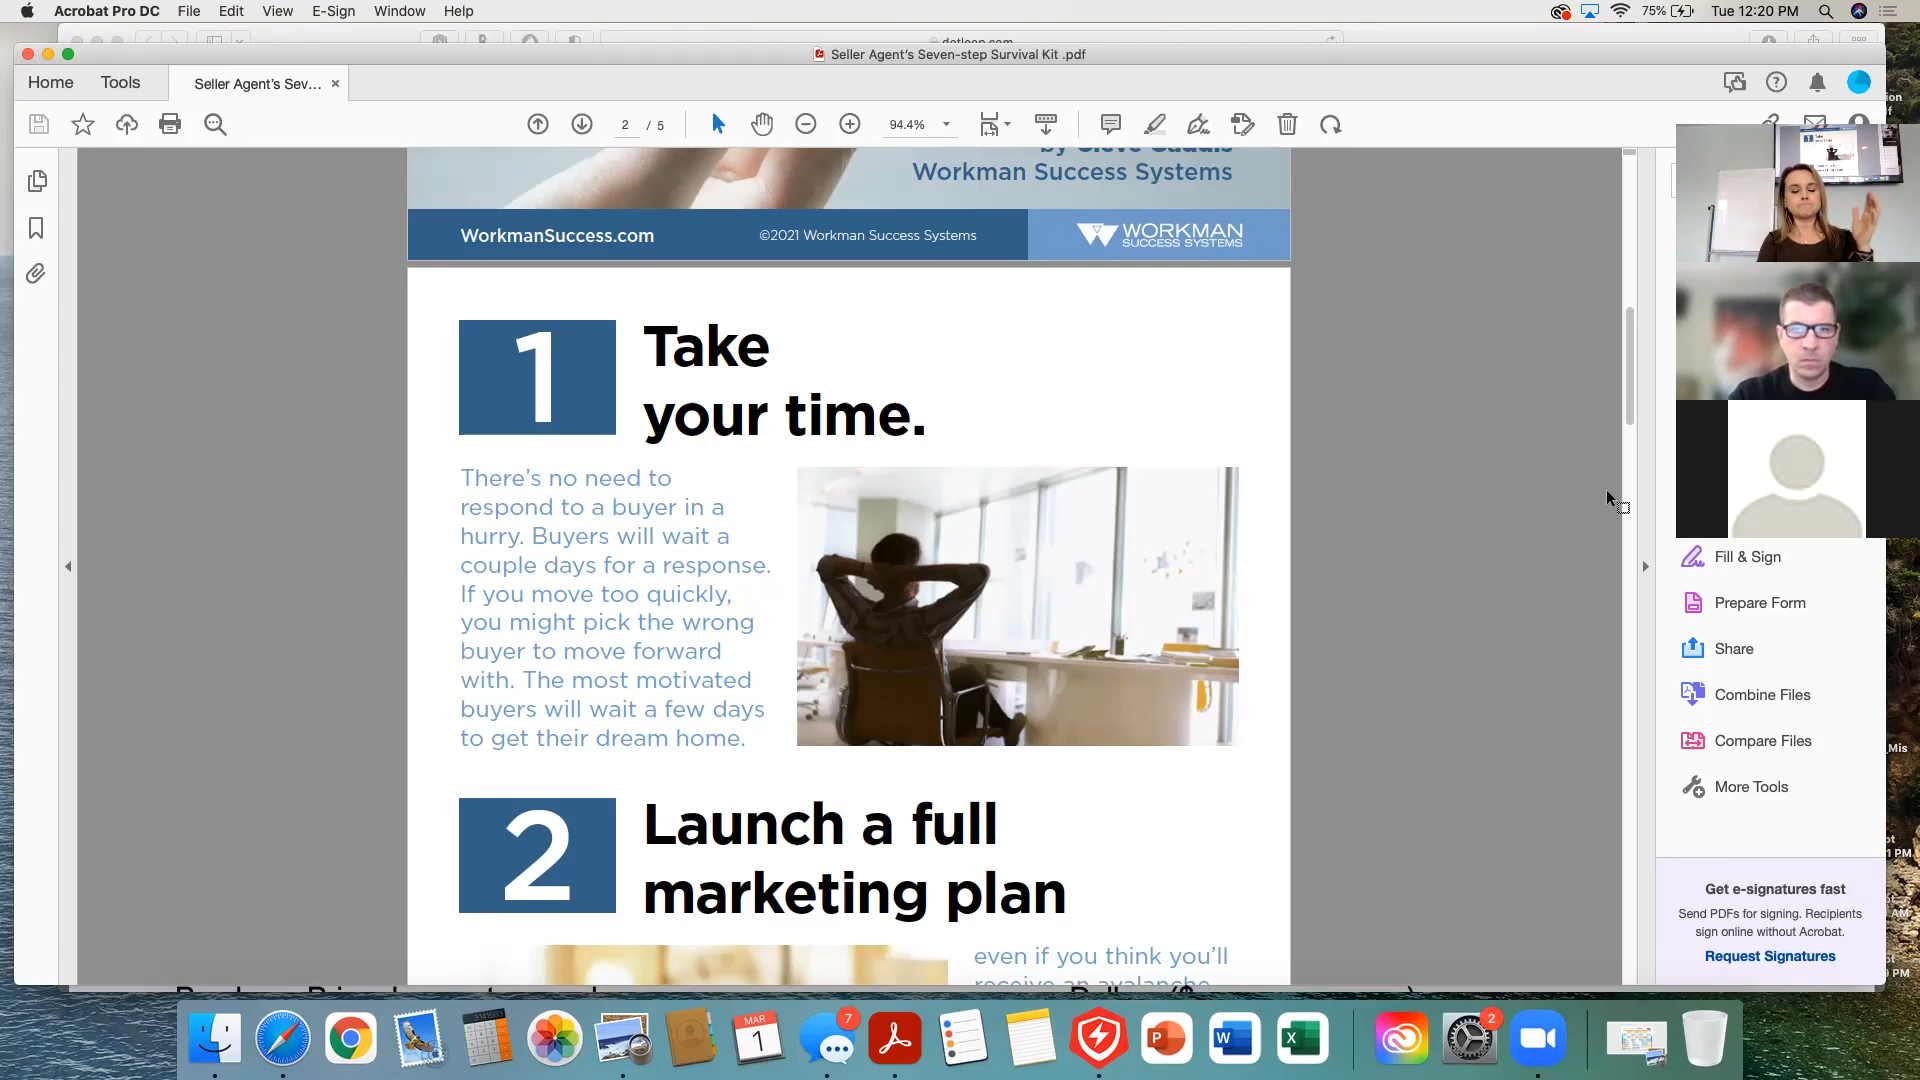 Acrobat Pro DC File Edit View E-Sign Window Help
75% Tue 12:20 PM
Seller Agent's Seven-step Survival Kit .pdf
Home Tools Seller Agent's Sev... ×
2 / 5 94.4%
Workman Success Systems
WorkmanSuccess.com ©2021 Workman Success Systems WORKMAN
SUCCESS SYSTEMS
1 Take
your time.
There's no need to
respond to a buyer in a
hurry. Buyers will wait a
couple days for a response.
If you move too quickly,
you might pick the wrong
buyer to move forward
with. The most motivated
buyers will wait a few days
to get their dream home.
2 Launch a full
marketing plan
even if you think you'll
receive an avalanche
Fill & Sign
Prepare Form
Share
Combine Files
Compare Files
More Tools
Get e-signatures fast
Send PDFs for signing. Recipients
sign online without Acrobat.
Request Signatures
MAR
1
7
2